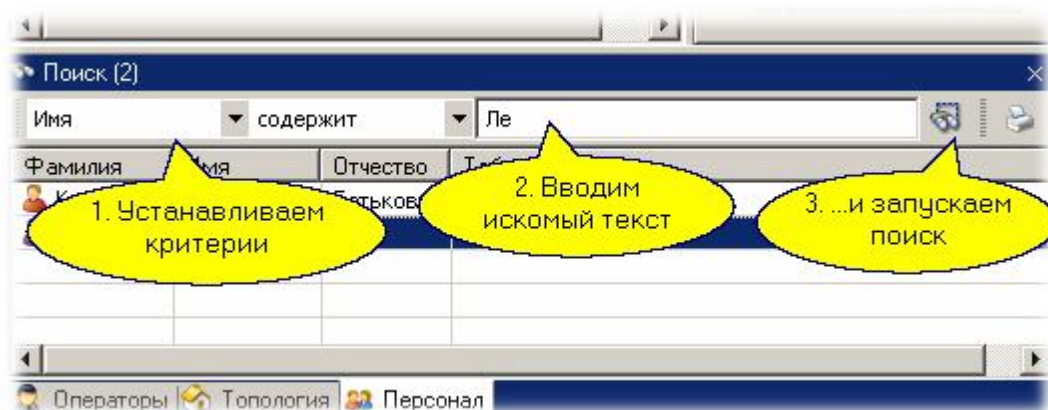 Поиск (2)
Имя содержит Ле
Фамилия Имя Отчество
1. Устанавливаем
критерии
2. Вводим
искомый текст
3. ...и запускаем
поиск
Операторы Топология Персонал